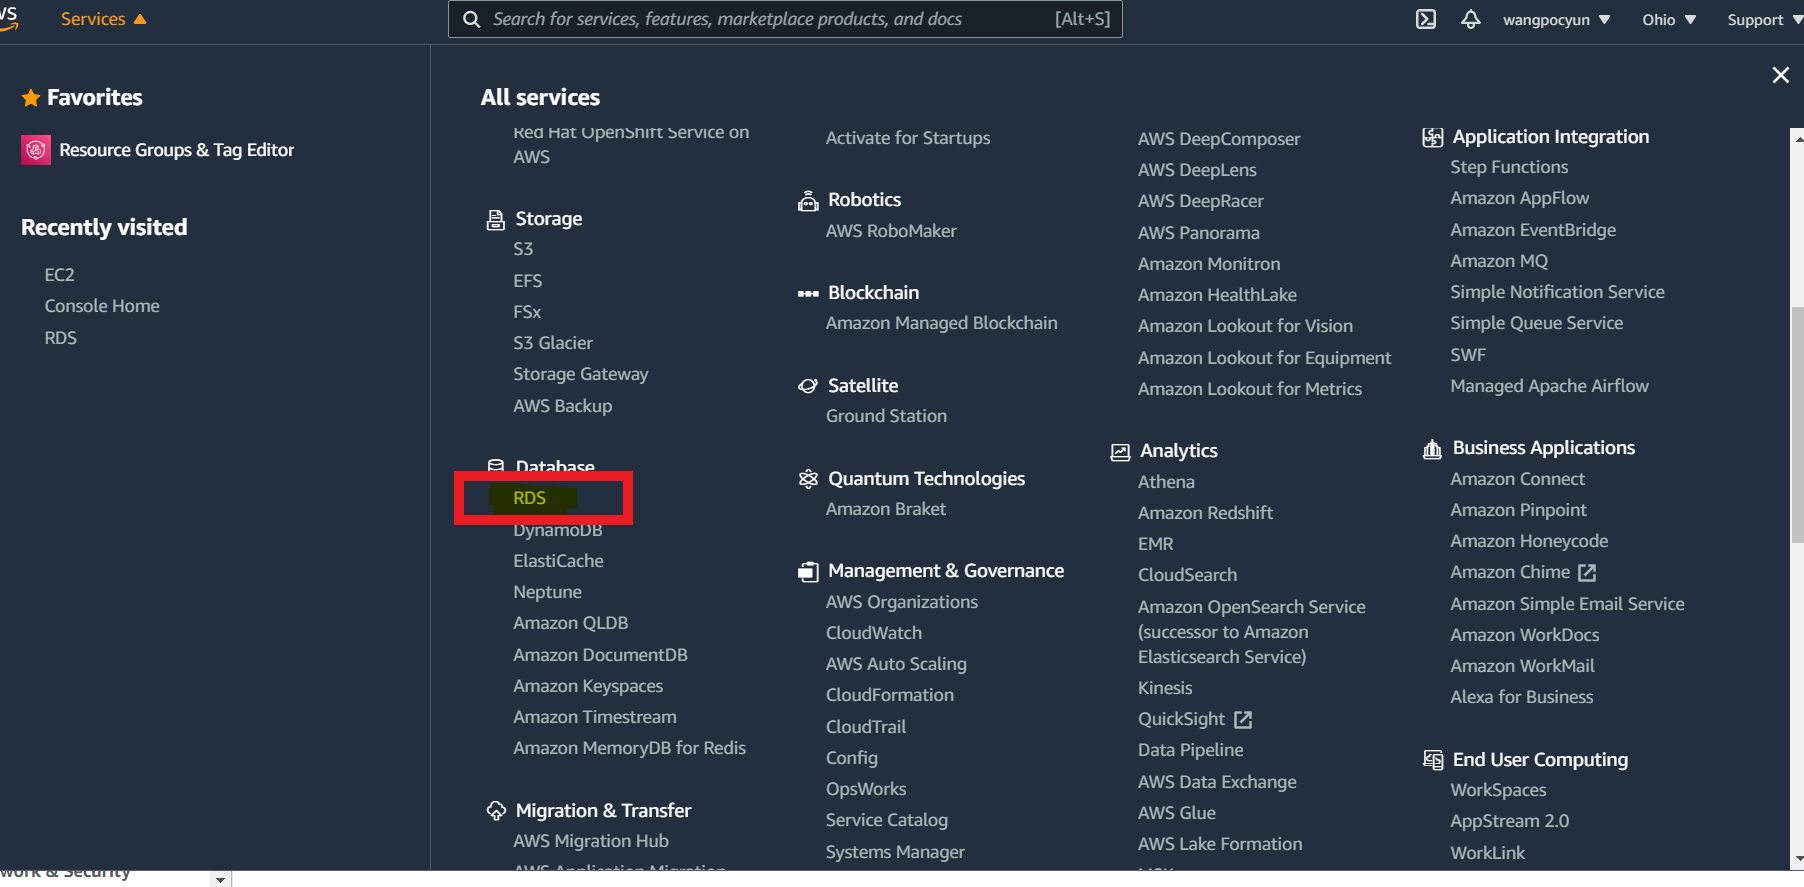 Services
Search for services, features, marketplace products, and docs
[Alt+S]
wangpocyun
Ohio
Support
Favorites
Resource Groups & Tag Editor
Recently visited
EC2
Console Home
RDS
All services
Red Hat OpenShift Service on
AWS
Storage
S3
EFS
FSx
S3 Glacier
Storage Gateway
AWS Backup
Database
RDS
DynamoDB
ElastiCache
Neptune
Amazon QLDB
Amazon DocumentDB
Amazon Keyspaces
Amazon Timestream
Amazon MemoryDB for Redis
Migration & Transfer
AWS Migration Hub
AWS Application Migration
Activate for Startups
Robotics
AWS RoboMaker
Blockchain
Amazon Managed Blockchain
Satellite
Ground Station
Quantum Technologies
Amazon Braket
Management & Governance
AWS Organizations
CloudWatch
AWS Auto Scaling
CloudFormation
CloudTrail
Config
OpsWorks
Service Catalog
Systems Manager
AWS DeepComposer
AWS DeepLens
AWS DeepRacer
AWS Panorama
Amazon Monitron
Amazon HealthLake
Amazon Lookout for Vision
Amazon Lookout for Equipment
Amazon Lookout for Metrics
Analytics
Athena
Amazon Redshift
EMR
CloudSearch
Amazon OpenSearch Service
(successor to Amazon
Elasticsearch Service)
Kinesis
QuickSight
Data Pipeline
AWS Data Exchange
AWS Glue
AWS Lake Formation
Application Integration
Step Functions
Amazon AppFlow
Amazon EventBridge
Amazon MQ
Simple Notification Service
Simple Queue Service
SWF
Managed Apache Airflow
Business Applications
Amazon Connect
Amazon Pinpoint
Amazon Honeycode
Amazon Chime
Amazon Simple Email Service
Amazon WorkDocs
Amazon WorkMail
Alexa for Business
End User Computing
WorkSpaces
AppStream 2.0
WorkLink
& Security